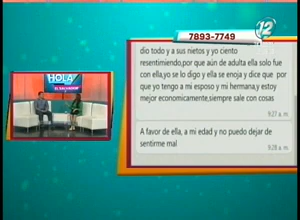 12
7893-7749
HOLA
EL SALVADOR
dio todo y a sus nietos y yo ciento
resentimiendo,por que aún de adulta ella solo fue
con ella,yo se lo digo y ella se enoja y dice que por
que yo tengo a mi esposo y mi hermana,y estoy
mejor economicamente,siempre sale con cosas
9:27 a. m.
A favor de ella, a mi edad y no puedo dejar de
sentirme mal
9:28 a. m.